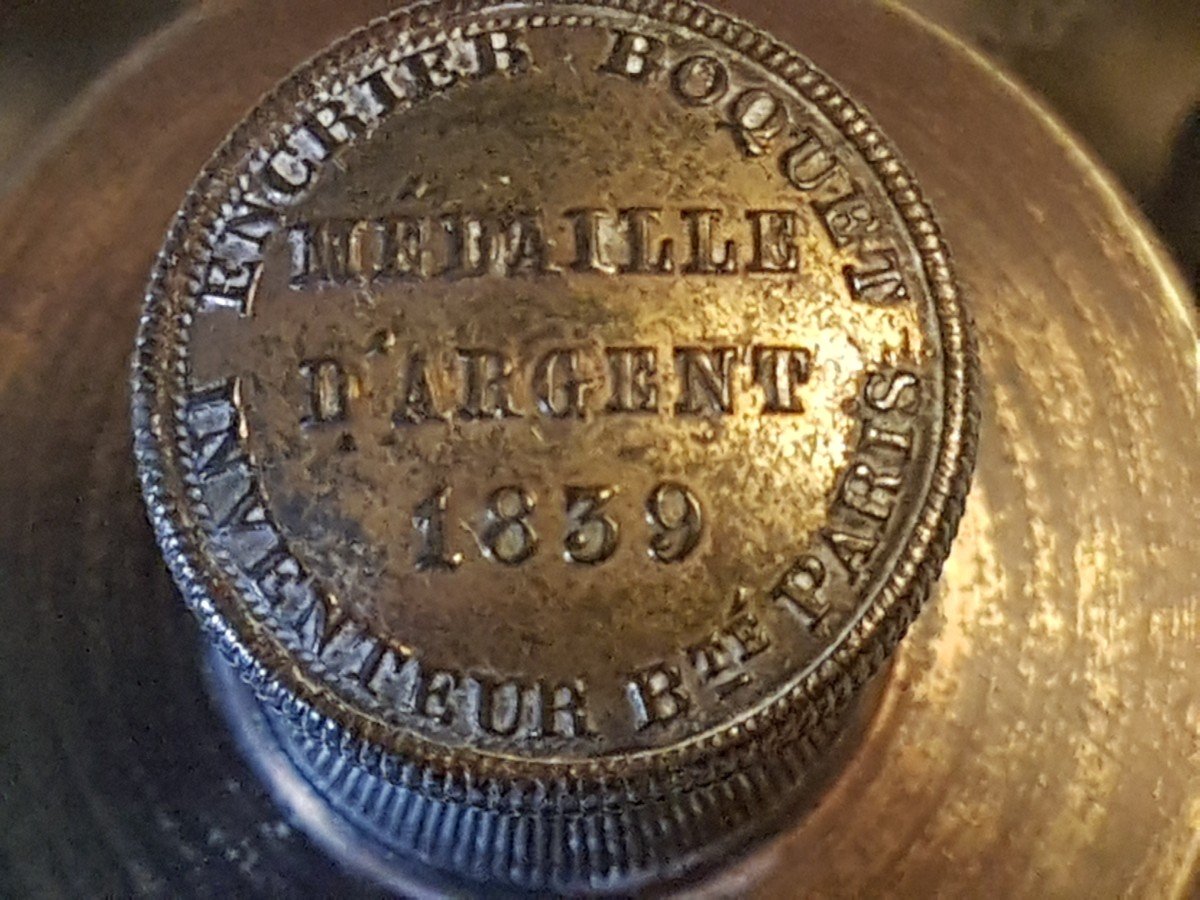 ENCRIER BOQUET
MÉDAILLE
D'ARGENT
1839
INVENTEUR Bté PARIS